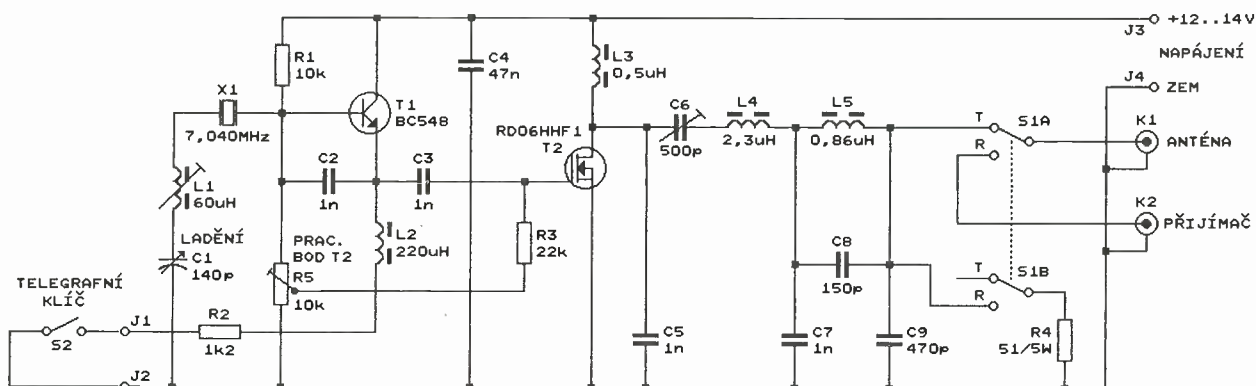 +12..14V
J3
NAPÁJENÍ
R1
10k
C4
47n
L3
0,5uH
J4
ZEM
X1
7,040MHz
T1
BC548
C6
500p
L4
2,3uH
L5
0,86uH
T
S1A
K1
ANTÉNA
RD06HHF1
T2
R
C2
1n
C3
1n
L1
60uH
K2
PŘIJÍMAČ
LADĚNÍ
C1
140p
PRAC.
BOD T2
L2
220uH
R3
22k
C8
150p
R5
10k
T
S1B
R
TELEGRAFNÍ
KLÍČ
S2
J1
R2
1k2
C5
1n
C7
1n
C9
470p
R4
51/5W
J2